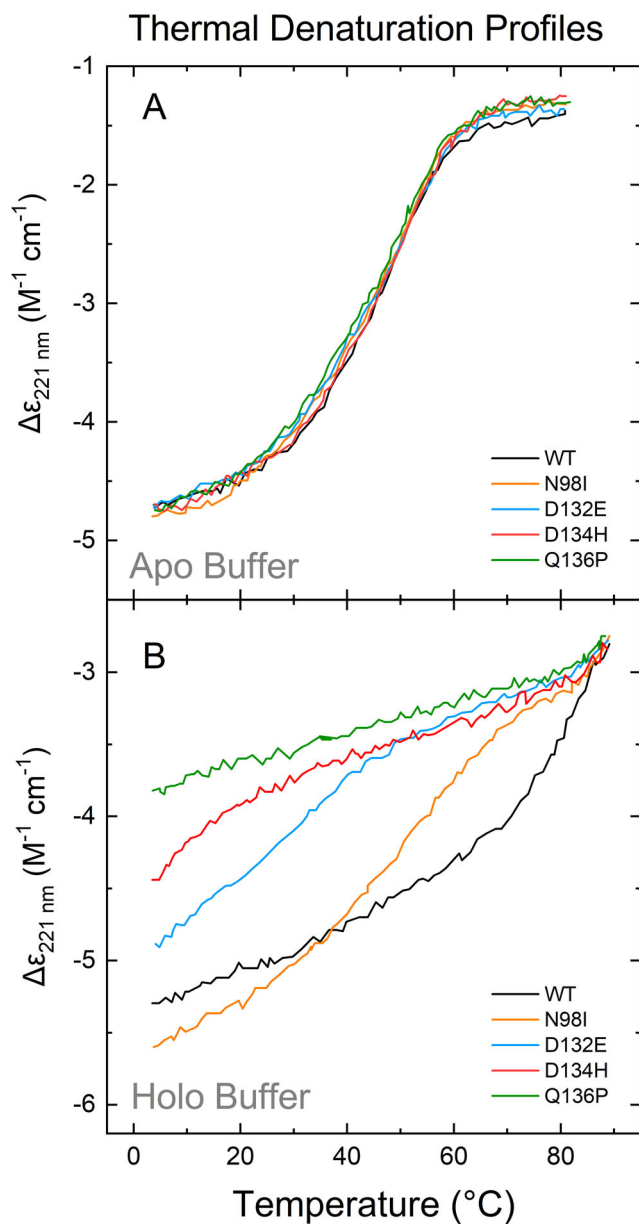 Thermal Denaturation Profiles
A
-1
-2
-3
-4
-5
Δε221 nm (M-1 cm-1)
WT
N98I
D132E
D134H
Q136P
Apo Buffer
B
-3
-4
-5
-6
Δε221 nm (M-1 cm-1)
WT
N98I
D132E
D134H
Q136P
Holo Buffer
0 20 40 60 80
Temperature (°C)